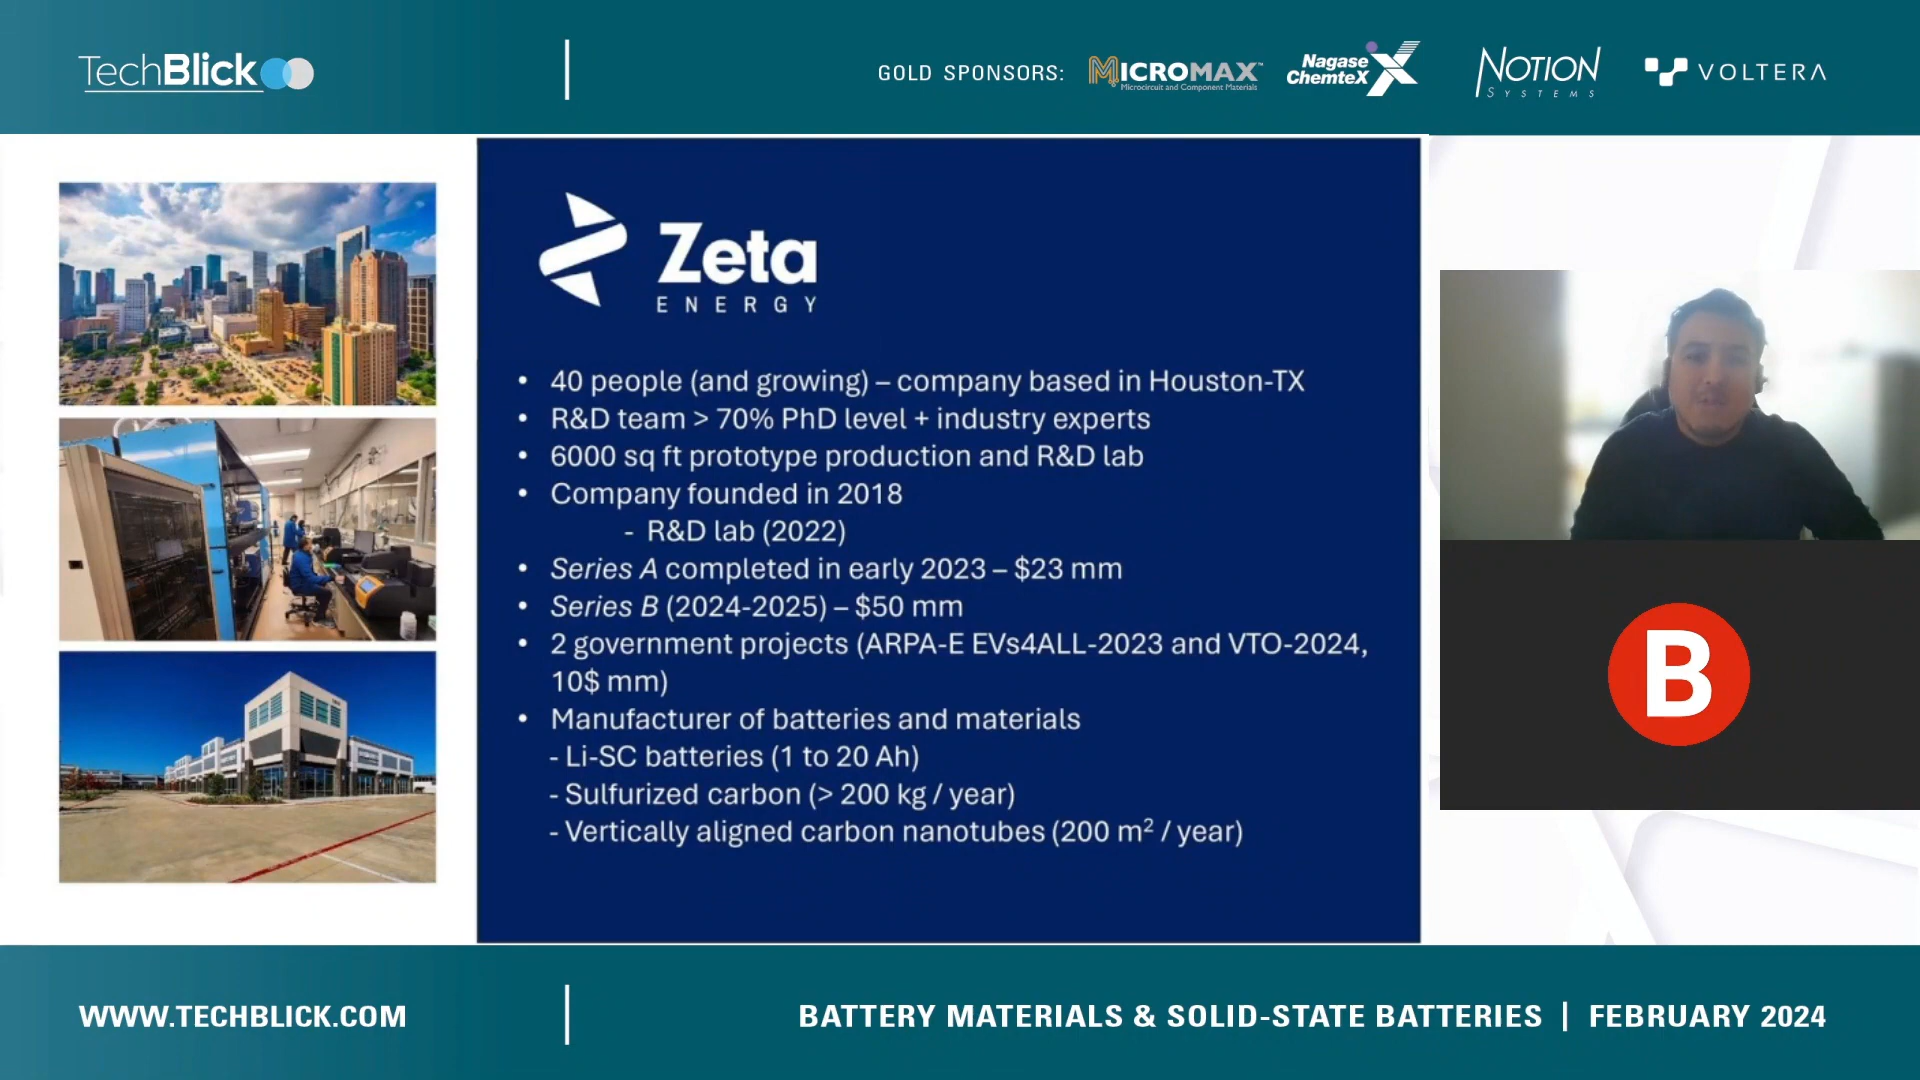 TechBlick
GOLD SPONSORS:
MICROMAX™
Microcircuit and Component Materials
Nagase
ChemteX
NOTION
SYSTEMS
VOLTERA
Zeta
ENERGY
• 40 people (and growing) – company based in Houston-TX
• R&D team > 70% PhD level + industry experts
• 6000 sq ft prototype production and R&D lab
• Company founded in 2018
- R&D lab (2022)
• Series A completed in early 2023 – $23 mm
• Series B (2024-2025) – $50 mm
• 2 government projects (ARPA-E EVs4ALL-2023 and VTO-2024,
10$ mm)
• Manufacturer of batteries and materials
- Li-SC batteries (1 to 20 Ah)
- Sulfurized carbon (> 200 kg / year)
- Vertically aligned carbon nanotubes (200 m² / year)
B
WWW.TECHBLICK.COM
BATTERY MATERIALS & SOLID-STATE BATTERIES | FEBRUARY 2024